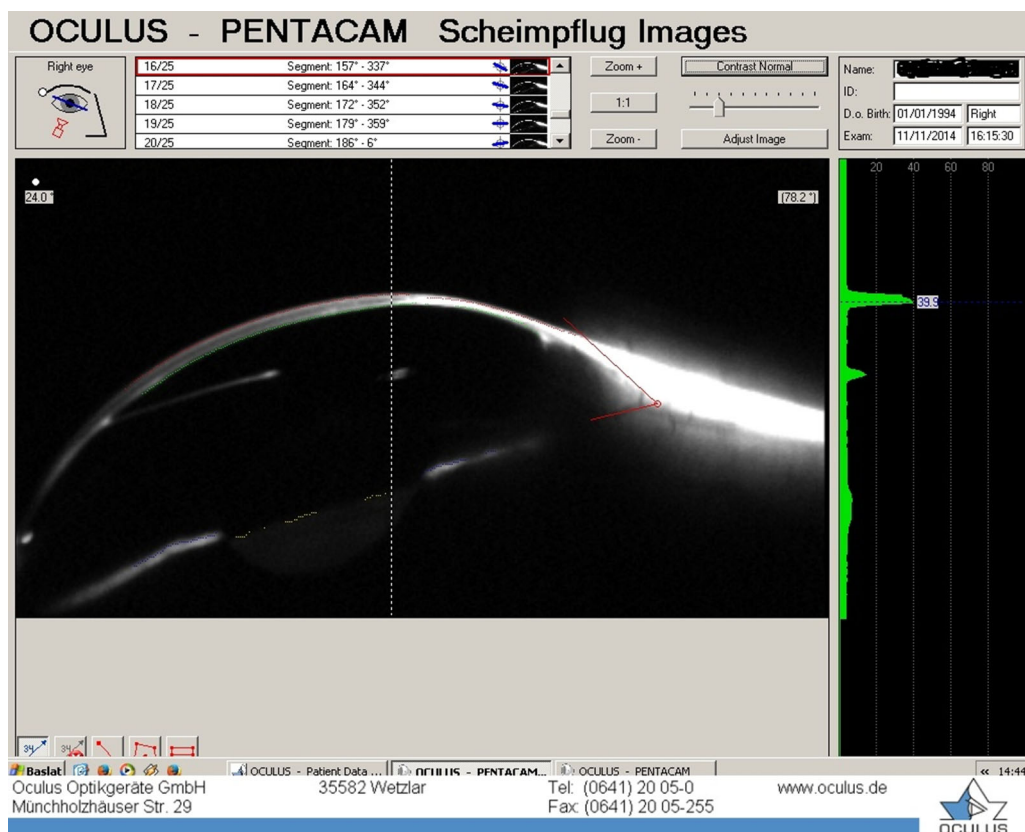 OCULUS - PENTACAM Scheimpflug Images
Right eye
16/25 Segment: 157° - 337°
17/25 Segment: 164° - 344°
18/25 Segment: 172° - 352°
19/25 Segment: 179° - 359°
20/25 Segment: 186° - 6°
Zoom +
1:1
Zoom -
Contrast Normal
Adjust Image
Name:
ID:
D.o. Birth: 01/01/1994 Right
Exam: 11/11/2014 16:15:30
24.0 °
(78.2 °)
20 40 60 80
39.9
Baslat
OCULUS - Patient Data ...
OCULUS - PENTACAM...
OCULUS - PENTACAM
« 14:44
Oculus Optikgeräte GmbH 35582 Wetzlar Tel: (0641) 20 05-0 www.oculus.de
Münchholzhäuser Str. 29 Fax: (0641) 20 05-255
OCULUS